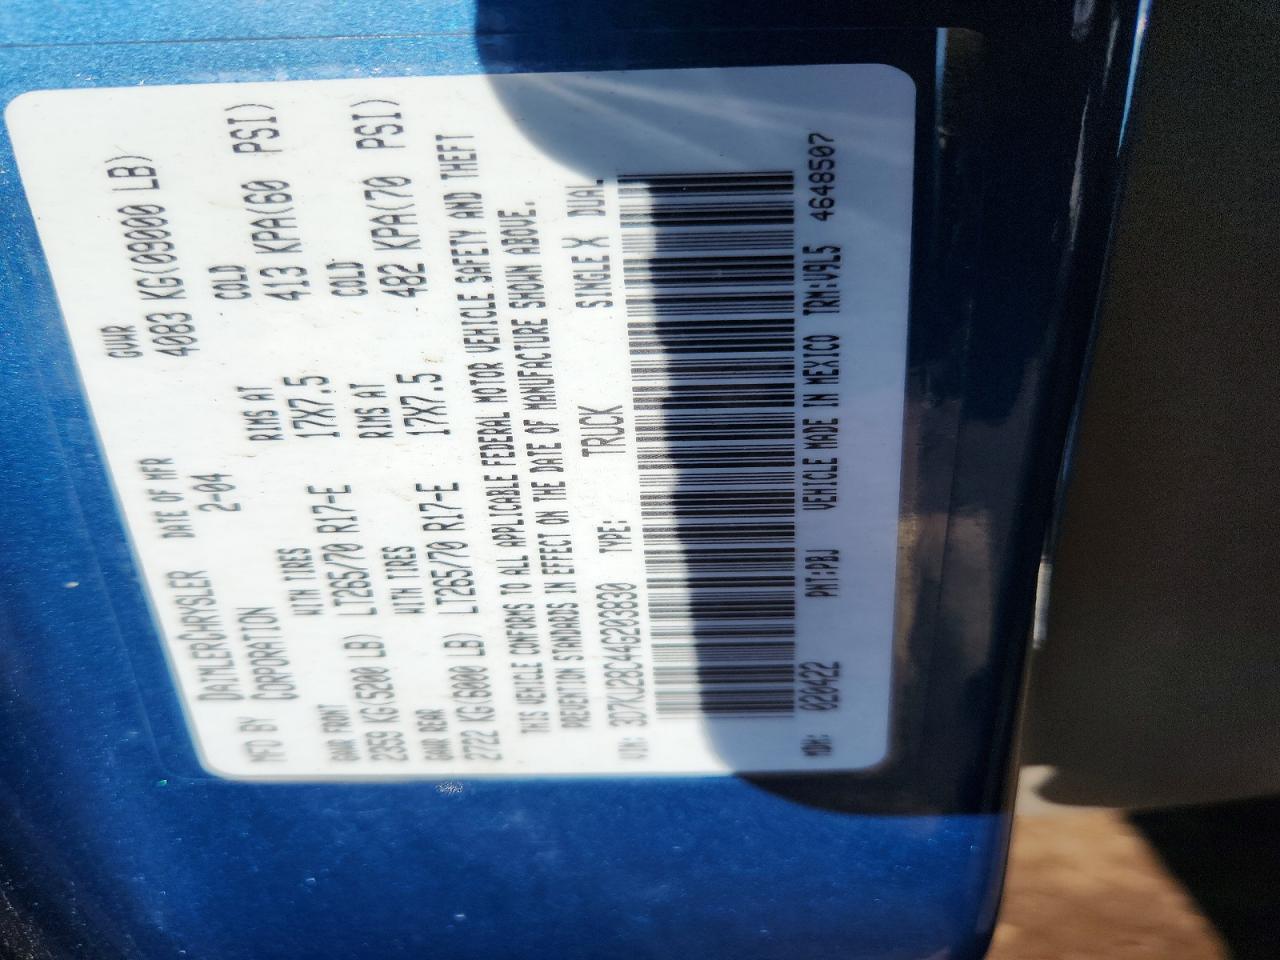 MFD BY DAIMLERCHRYSLER CORPORATION DATE OF MFR 2-04 GVWR 4083 KG(09000 LB)
GAWR FRONT WITH TIRES RIMS AT COLD
2359 KG(5200 LB) LT265/70 R17-E 17X7.5 413 KPA(60 PSI)
GAWR REAR WITH TIRES RIMS AT COLD
2722 KG(6000 LB) LT265/70 R17-E 17X7.5 482 KPA(70 PSI)
THIS VEHICLE CONFORMS TO ALL APPLICABLE FEDERAL MOTOR VEHICLE SAFETY AND THEFT
PREVENTION STANDARDS IN EFFECT ON THE DATE OF MANUFACTURE SHOWN ABOVE.
VIN: 3D7KU28C44G203830 TYPE: TRUCK SINGLE X DUAL
MDH: 020422 PNT:PBJ VEHICLE MADE IN MEXICO TRM:V9L5 4648507